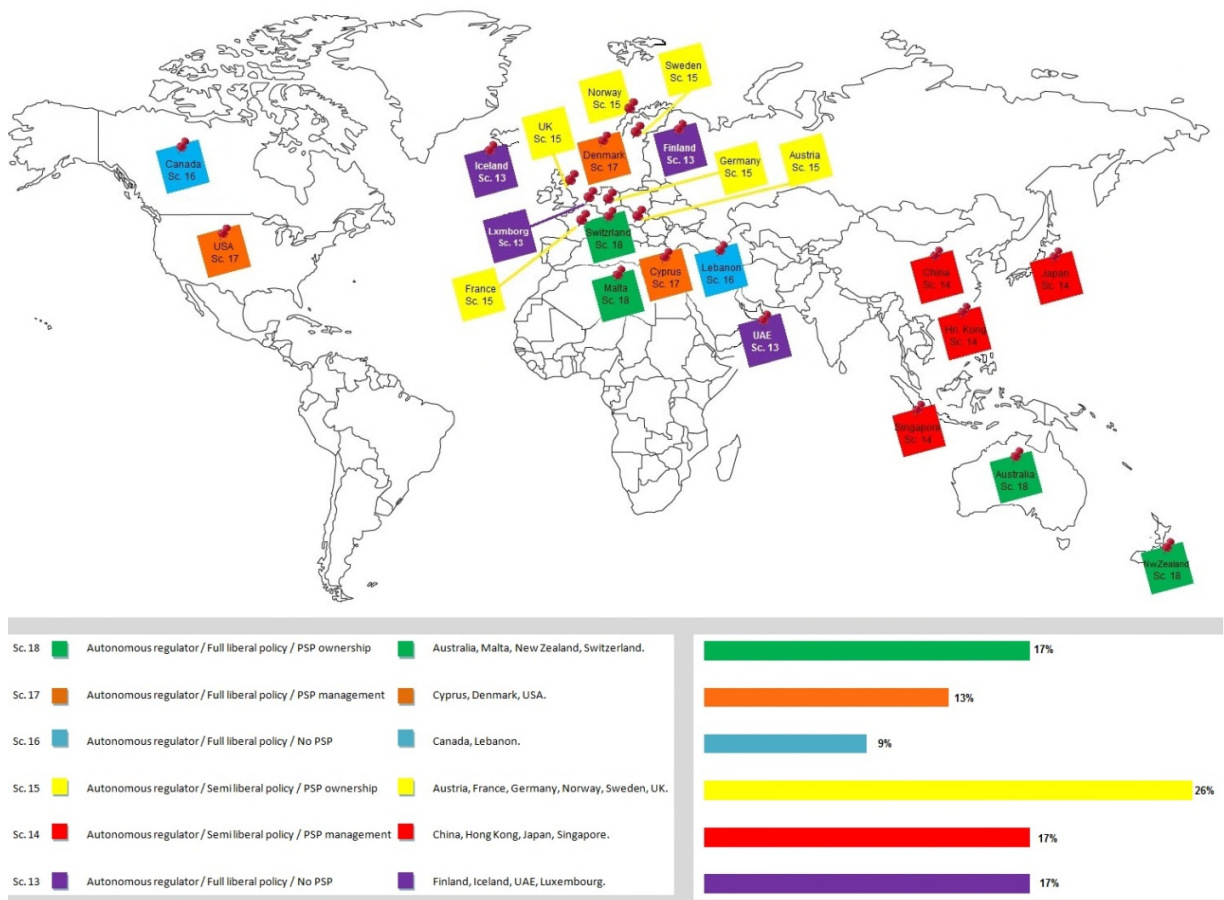 Sweden
Sc. 15
Norway
Sc. 15
UK
Sc. 15
Canada
Sc. 16
Iceland
Sc. 13
Denmark
Sc. 17
Finland
Sc. 13
Germany
Sc. 15
Austria
Sc. 15
USA
Sc. 17
Lxmborg
Sc. 13
Switzrland
Sc. 18
France
Sc. 15
Malta
Sc. 18
Cyprus
Sc. 17
Lebanon
Sc. 16
China
Sc. 14
Japan
Sc. 14
UAE
Sc. 13
Hn. Kong
Sc. 14
Singapore
Sc. 14
Australia
Sc. 18
NwZealand
Sc. 18
Sc. 18 Autonomous regulator / Full liberal policy / PSP ownership Australia, Malta, New Zealand, Switzerland. 17%
Sc. 17 Autonomous regulator / Full liberal policy / PSP management Cyprus, Denmark, USA. 13%
Sc. 16 Autonomous regulator / Full liberal policy / No PSP Canada, Lebanon. 9%
Sc. 15 Autonomous regulator / Semi liberal policy / PSP ownership Austria, France, Germany, Norway, Sweden, UK. 26%
Sc. 14 Autonomous regulator / Semi liberal policy / PSP management China, Hong Kong, Japan, Singapore. 17%
Sc. 13 Autonomous regulator / Full liberal policy / No PSP Finland, Iceland, UAE, Luxembourg. 17%